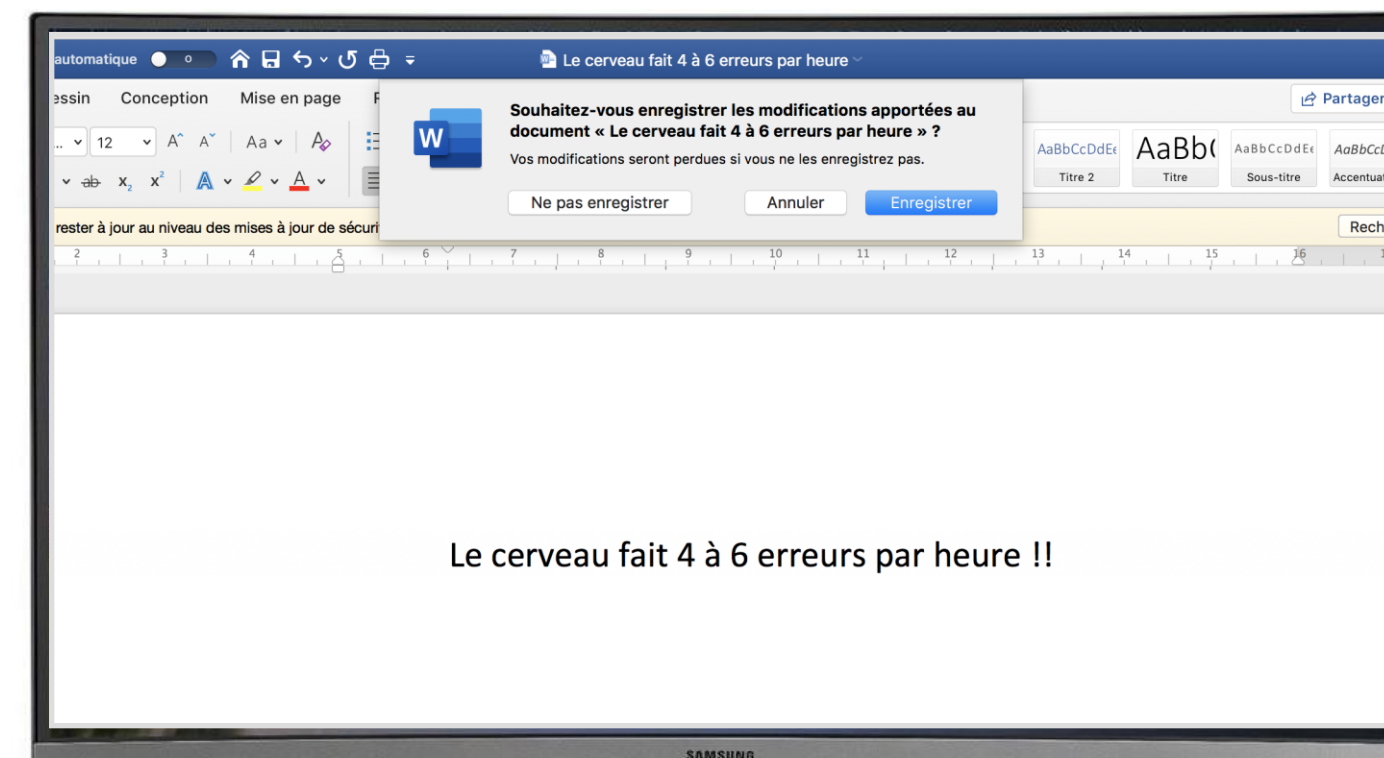 automatique
Le cerveau fait 4 à 6 erreurs par heure
Conception Mise en page
Partager
Souhaitez-vous enregistrer les modifications apportées au
document « Le cerveau fait 4 à 6 erreurs par heure » ?
Vos modifications seront perdues si vous ne les enregistrez pas.
Ne pas enregistrer Annuler Enregistrer
12
AaBbCcDdEe AaBb( AaBbCcDdEe AaBbCcD
Titre 2 Titre Sous-titre
rester à jour au niveau des mises à jour de
2 3 4 5 6 7 8 9 10 11 12 13 14 15 16
Le cerveau fait 4 à 6 erreurs par heure !!
SAMSUNG